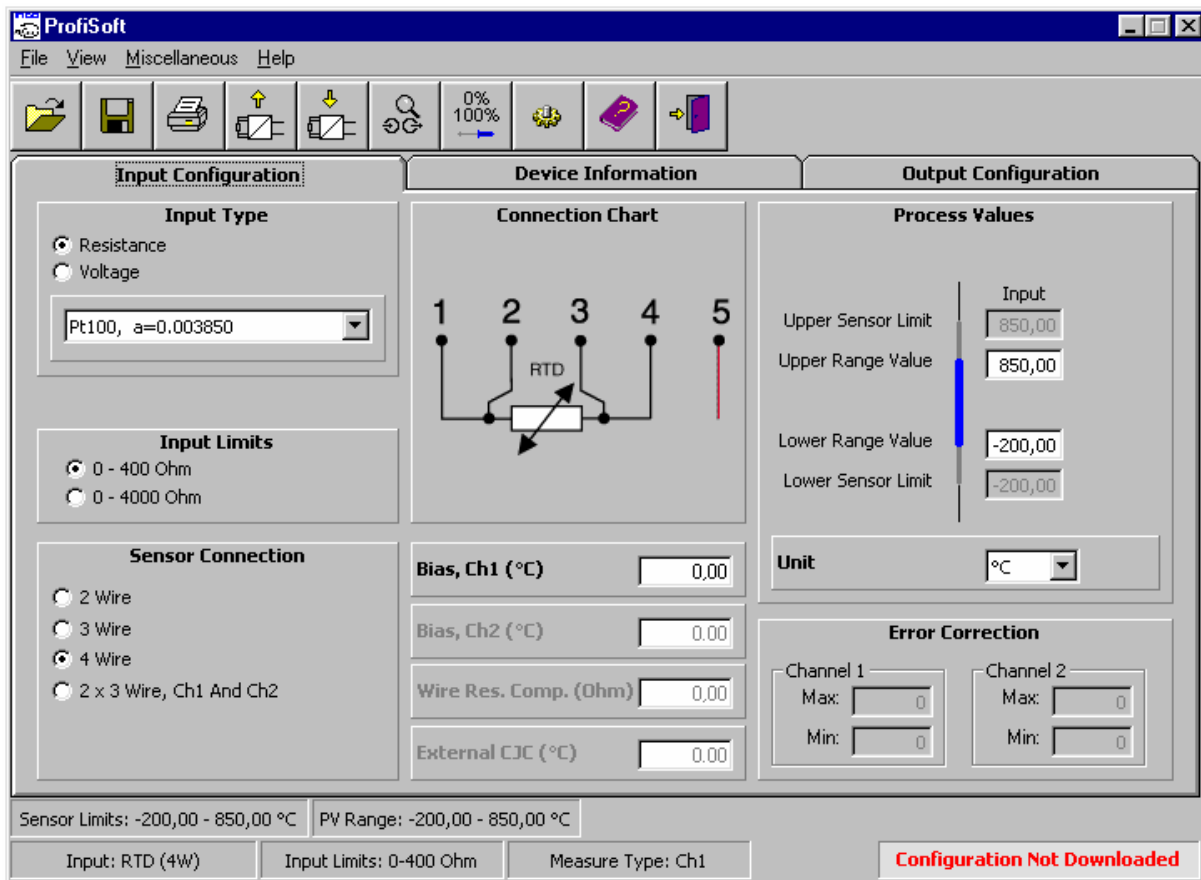 ProfiSoft
File View Miscellaneous Help
0%
100%
Input Configuration
Device Information
Output Configuration
Input Type
Resistance
Voltage
Pt100, a=0.003850
Input Limits
0 - 400 Ohm
0 - 4000 Ohm
Sensor Connection
2 Wire
3 Wire
4 Wire
2 x 3 Wire, Ch1 And Ch2
Connection Chart
1 2 3 4 5
RTD
Bias, Ch1 (°C) 0,00
Bias, Ch2 (°C) 0.00
Wire Res. Comp. (Ohm) 0,00
External CJC (°C) 0.00
Process Values
Input
Upper Sensor Limit 850,00
Upper Range Value 850,00
Lower Range Value -200,00
Lower Sensor Limit -200,00
Unit °C
Error Correction
Channel 1
Max: 0
Min: 0
Channel 2
Max: 0
Min: 0
Sensor Limits: -200,00 - 850,00 °C PV Range: -200,00 - 850,00 °C
Input: RTD (4W) Input Limits: 0-400 Ohm Measure Type: Ch1 Configuration Not Downloaded